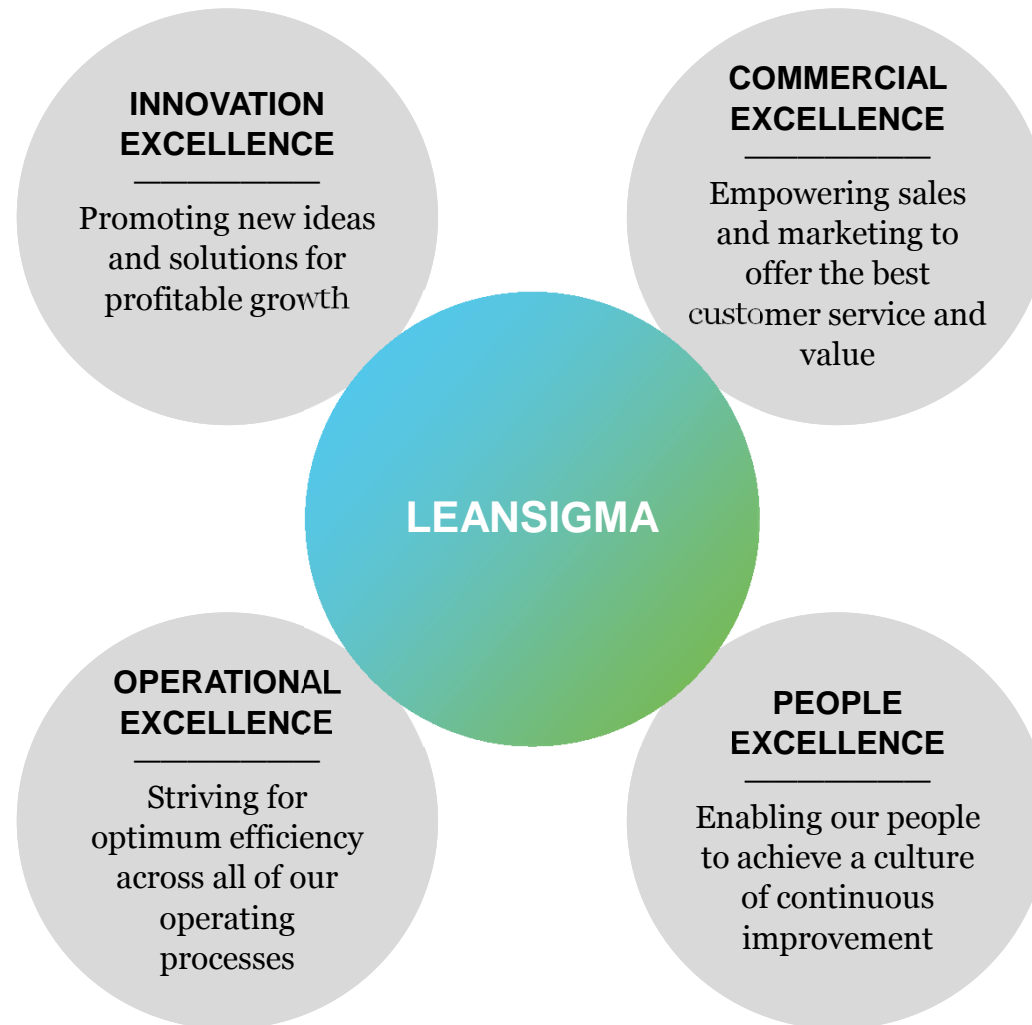 INNOVATION
EXCELLENCE
Promoting new ideas
and solutions for
profitable growth
COMMERCIAL
EXCELLENCE
Empowering sales
and marketing to
offer the best
customer service and
value
LEANSIGMA
OPERATIONAL
EXCELLENCE
Striving for
optimum efficiency
across all of our
operating
processes
PEOPLE
EXCELLENCE
Enabling our people
to achieve a culture
of continuous
improvement